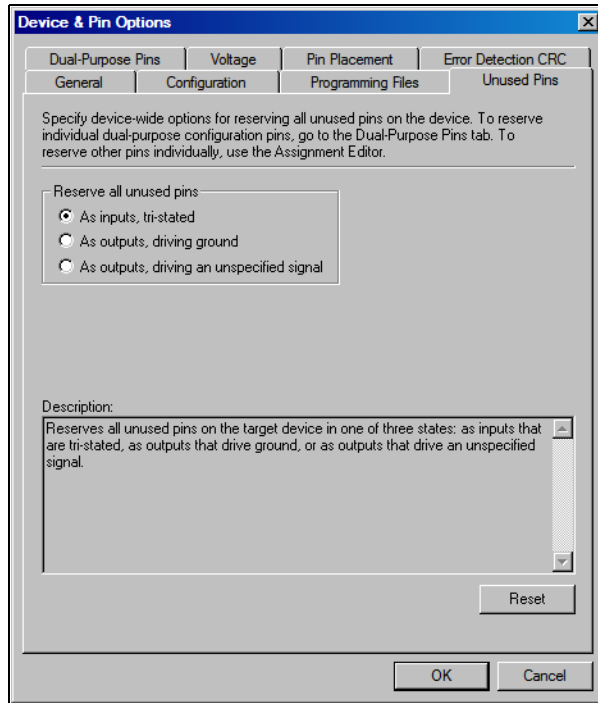 Device & Pin Options
Dual-Purpose Pins
Voltage
Pin Placement
Error Detection CRC
General
Configuration
Programming Files
Unused Pins
Specify device-wide options for reserving all unused pins on the device. To reserve
individual dual-purpose configuration pins, go to the Dual-Purpose Pins tab. To
reserve other pins individually, use the Assignment Editor.
Reserve all unused pins
As inputs, tri-stated
As outputs, driving ground
As outputs, driving an unspecified signal
Description:
Reserves all unused pins on the target device in one of three states: as inputs that
are tri-stated, as outputs that drive ground, or as outputs that drive an unspecified
signal.
Reset
OK
Cancel